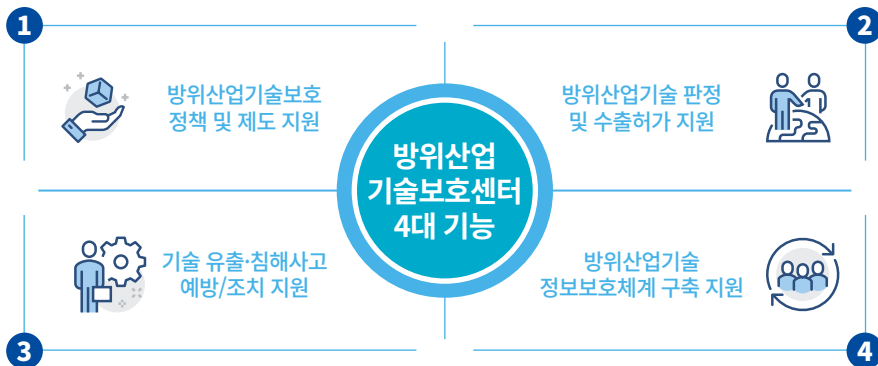 1
방위산업기술보호
정책 및 제도 지원
2
방위산업기술 판정
및 수출허가 지원
방위산업
기술보호센터
4대 기능
3
기술 유출·침해사고
예방/조치 지원
4
방위산업기술
정보보호체계 구축 지원